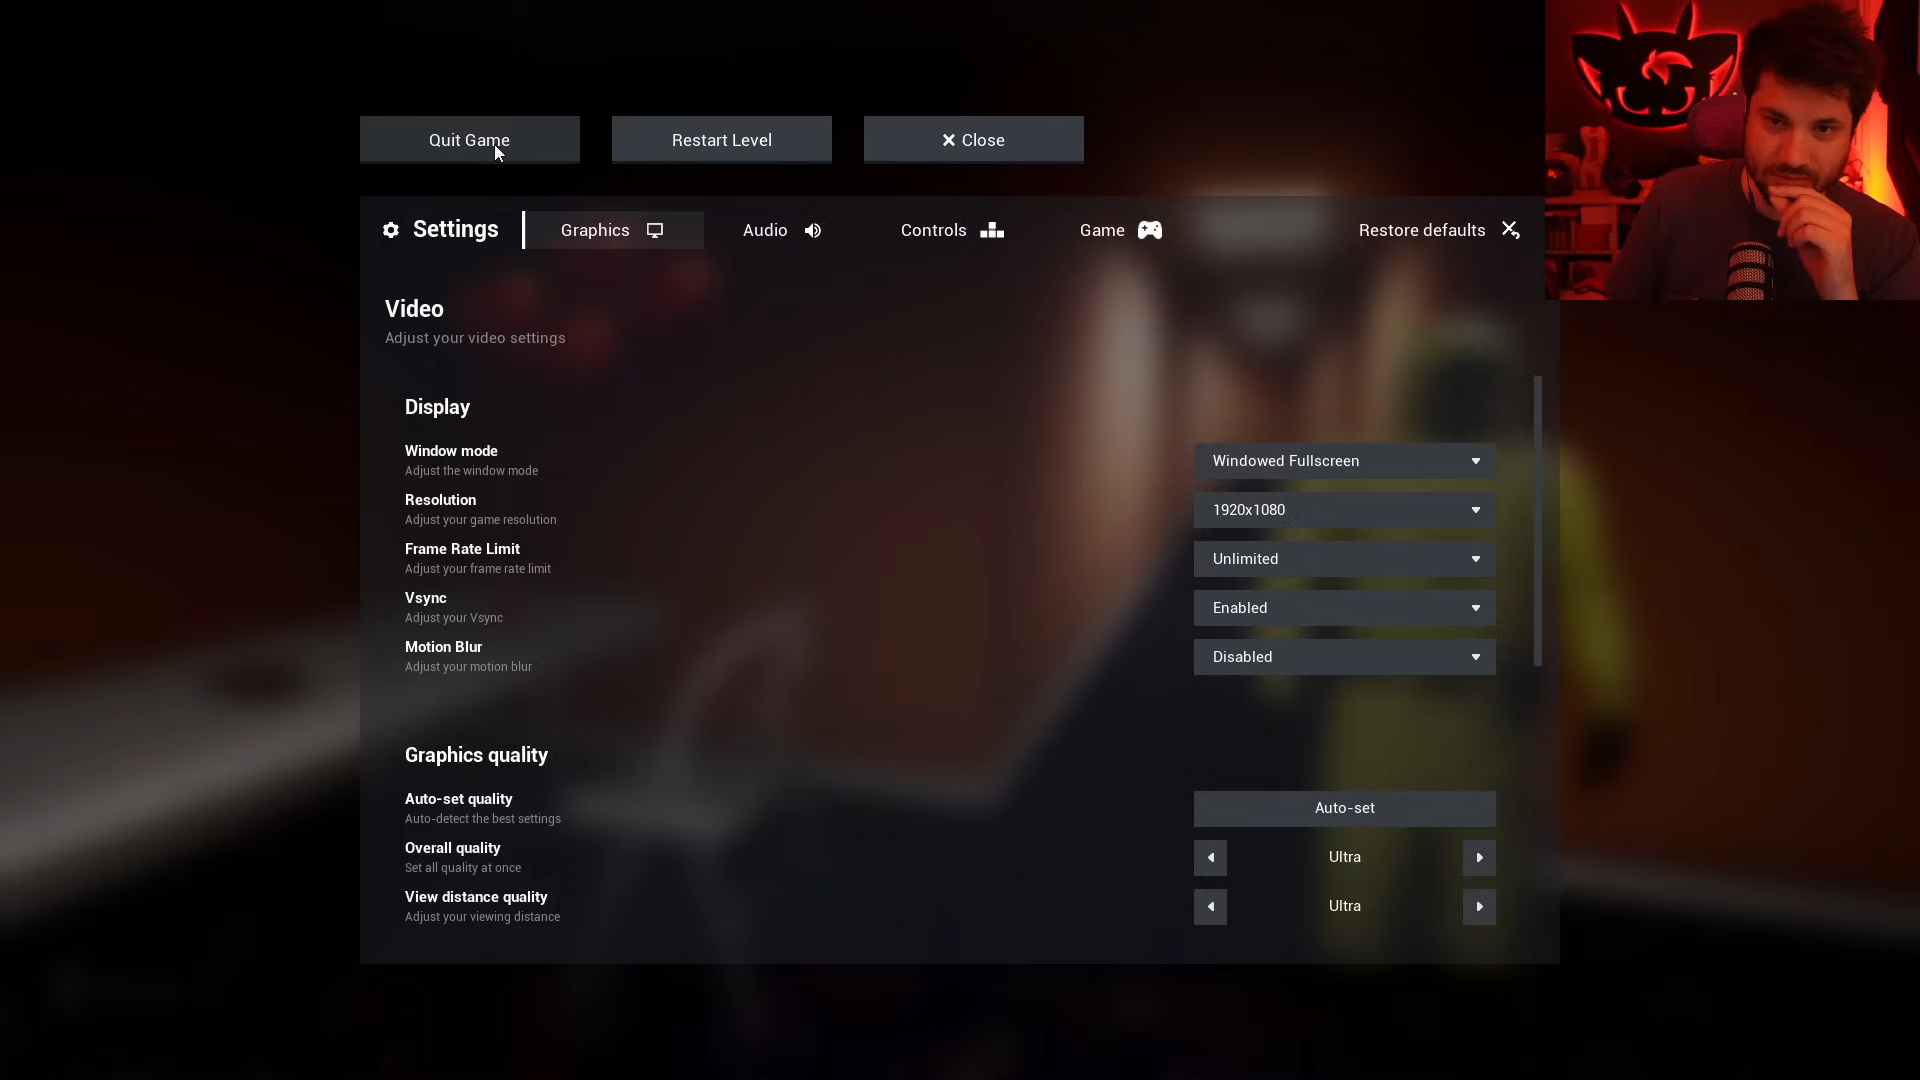 Quit Game
Restart Level
Close
Settings
Graphics
Audio
Controls
Game
Restore defaults
Video
Adjust your video settings
Display
Window mode
Adjust the window mode
Windowed Fullscreen
Resolution
Adjust your game resolution
1920x1080
Frame Rate Limit
Adjust your frame rate limit
Unlimited
Vsync
Adjust your Vsync
Enabled
Motion Blur
Adjust your motion blur
Disabled
Graphics quality
Auto-set quality
Auto-detect the best settings
Auto-set
Overall quality
Set all quality at once
Ultra
View distance quality
Adjust your viewing distance
Ultra